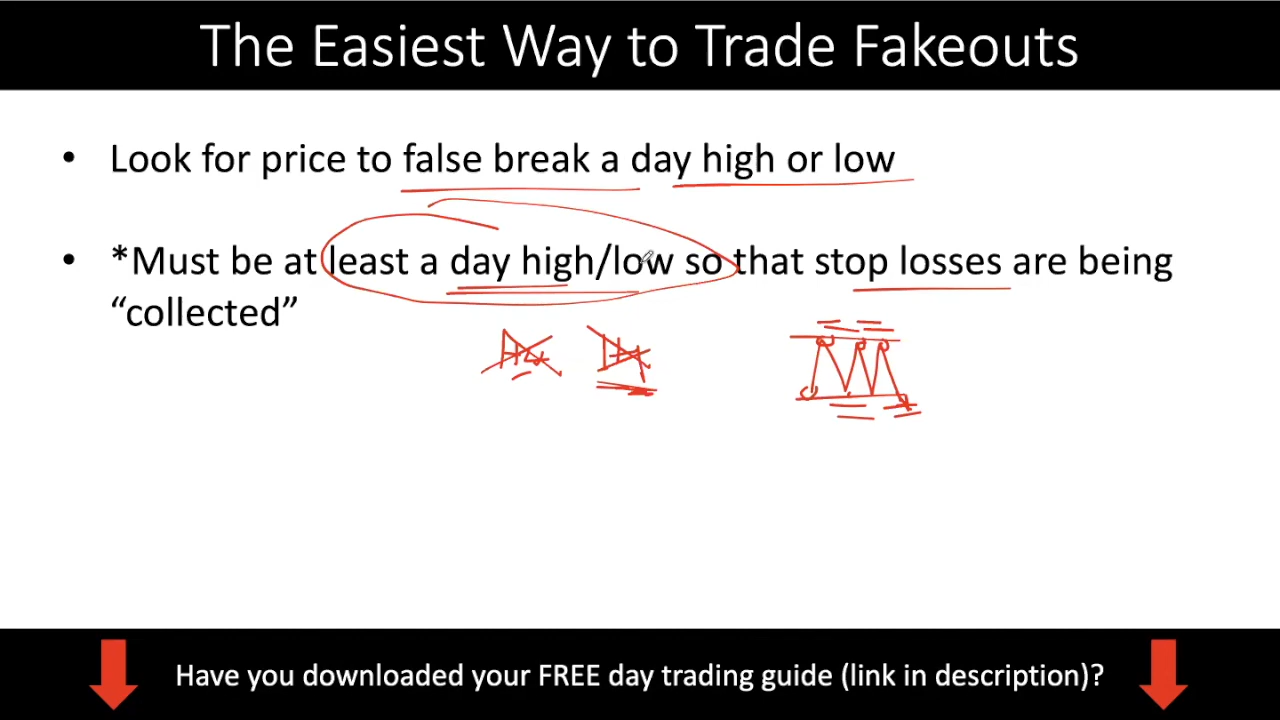 The Easiest Way to Trade Fakeouts
• Look for price to false break a day high or low
• *Must be at least a day high/low so that stop losses are being
“collected”
Have you downloaded your FREE day trading guide (link in description)?